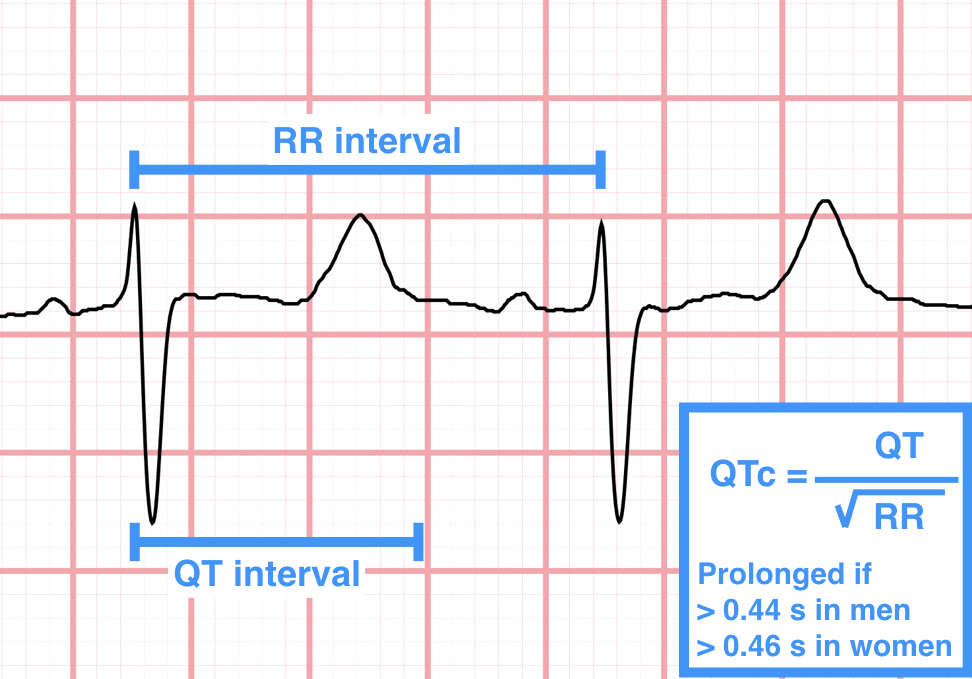 RR interval
QT interval
QTc = QT / √RR
Prolonged if
> 0.44 s in men
> 0.46 s in women